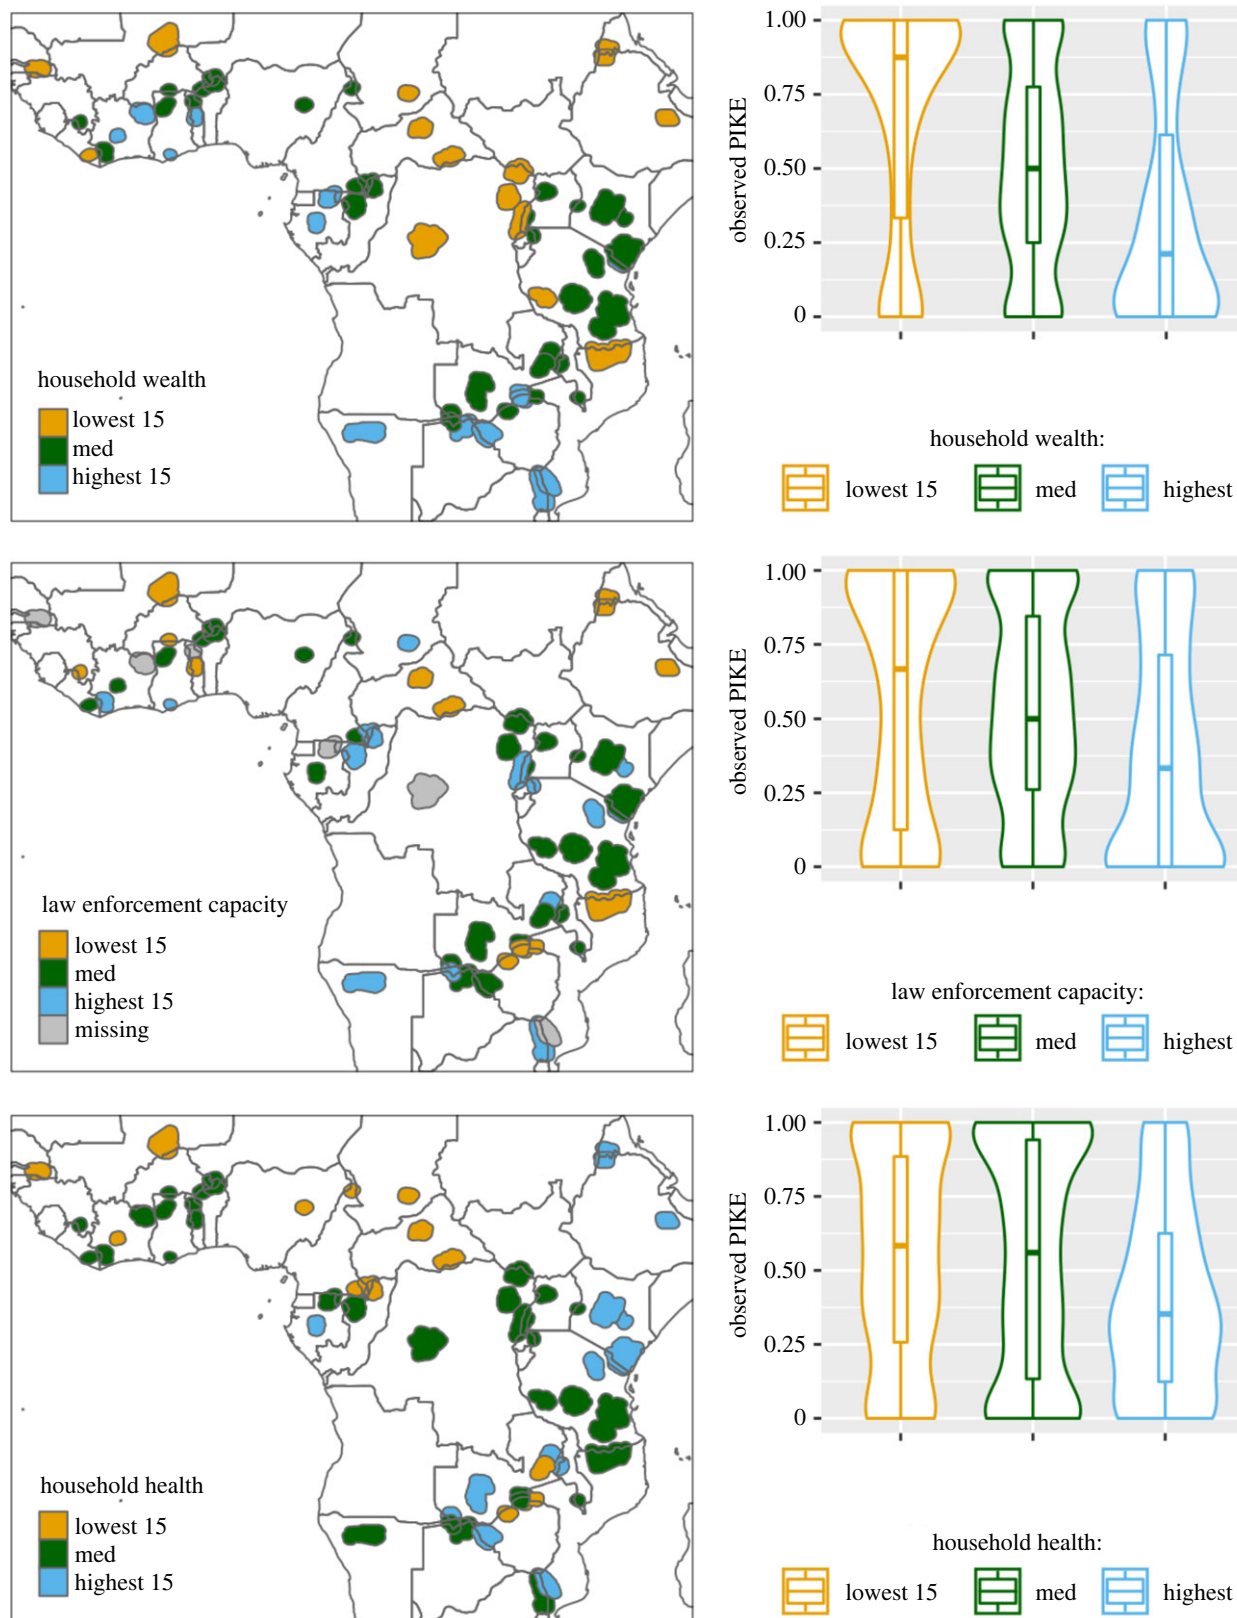 household wealth
lowest 15
med
highest 15
1.00
0.75
0.50
0.25
0
observed PIKE
household wealth:
lowest 15 med highest
law enforcement capacity
lowest 15
med
highest 15
missing
1.00
0.75
0.50
0.25
0
observed PIKE
law enforcement capacity:
lowest 15 med highest
household health
lowest 15
med
highest 15
1.00
0.75
0.50
0.25
0
observed PIKE
household health:
lowest 15 med highest